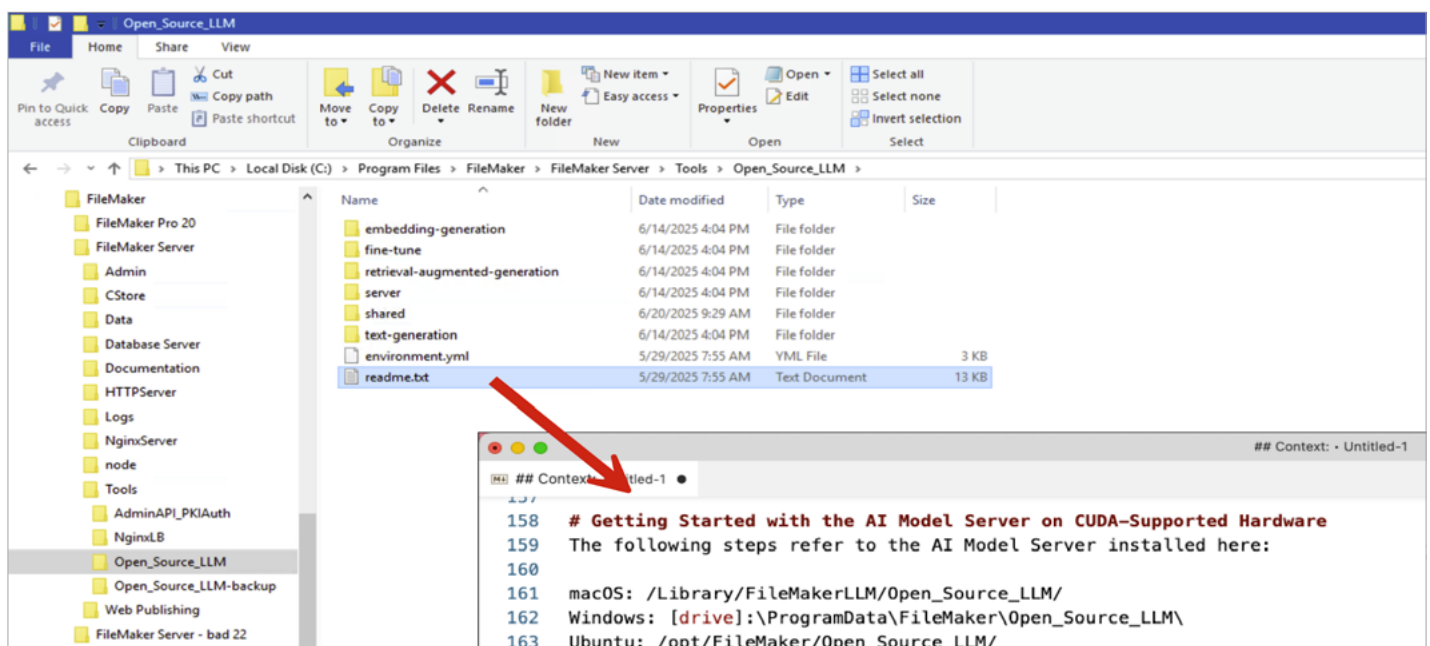 Open_Source_LLM
File Home Share View
Pin to Quick access
Copy
Paste
Cut
Copy path
Paste shortcut
Move to
Copy to
Delete
Rename
New folder
New item
Easy access
Properties
Open
Edit
Select all
Select none
Invert selection
Clipboard Organize New Open Select
This PC > Local Disk (C:) > Program Files > FileMaker > FileMaker Server > Tools > Open_Source_LLM >
FileMaker
FileMaker Pro 20
FileMaker Server
Admin
CStore
Data
Database Server
Documentation
HTTPServer
Logs
NginxServer
node
Tools
AdminAPI_PKIAuth
NginxLB
Open_Source_LLM
Open_Source_LLM-backup
Web Publishing
FileMaker Server - bad 22
Name Date modified Type Size
embedding-generation 6/14/2025 4:04 PM File folder
fine-tune 6/14/2025 4:04 PM File folder
retrieval-augmented-generation 6/14/2025 4:04 PM File folder
server 6/14/2025 4:04 PM File folder
shared 6/20/2025 9:29 AM File folder
text-generation 6/14/2025 4:04 PM File folder
environment.yml 5/29/2025 7:55 AM YML File 3 KB
readme.txt 5/29/2025 7:55 AM Text Document 13 KB
## Context: • Untitled-1
## Context: itled-1 ●
157
158 # Getting Started with the AI Model Server on CUDA-Supported Hardware
159 The following steps refer to the AI Model Server installed here:
160
161 macOS: /Library/FileMakerLLM/Open_Source_LLM/
162 Windows: [drive]:\ProgramData\FileMaker\Open_Source_LLM\
163 Ubuntu: /opt/FileMaker/Open_Source_LLM/